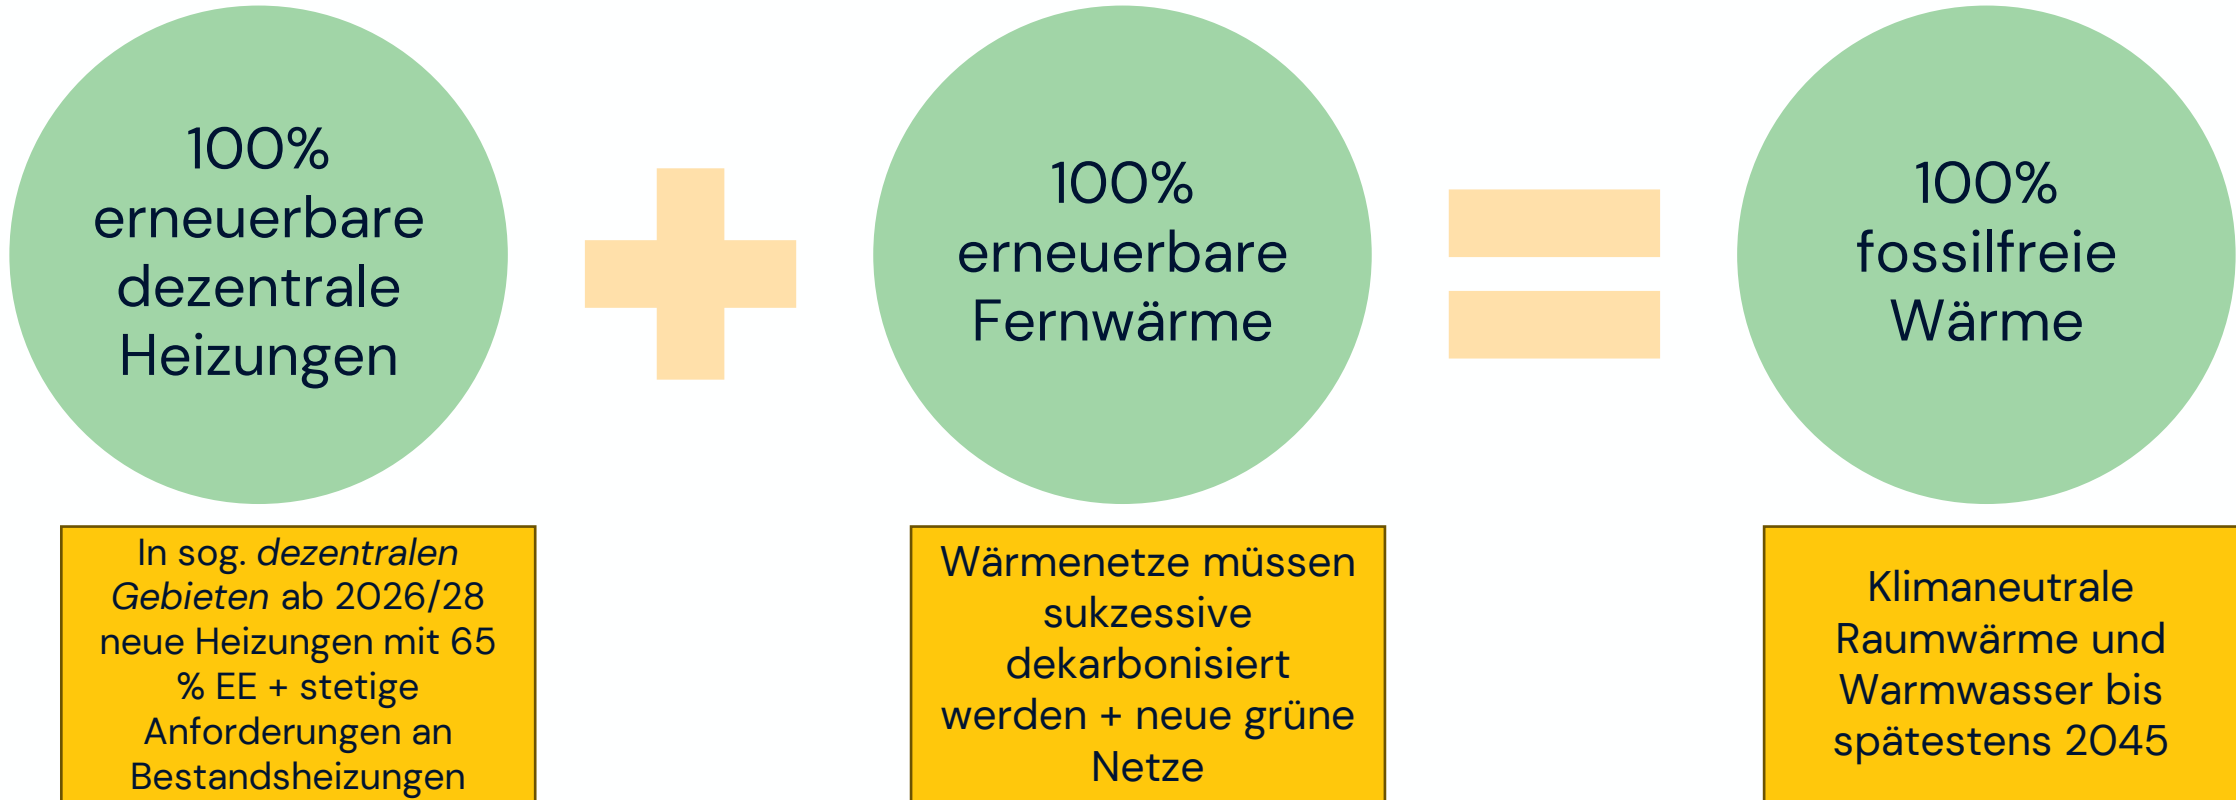 100%
erneuerbare
dezentrale
Heizungen
100%
erneuerbare
Fernwärme
100%
fossilfreie
Wärme
In sog. dezentralen
Gebieten ab 2026/28
neue Heizungen mit 65
% EE + stetige
Anforderungen an
Bestandsheizungen
Wärmenetze müssen
sukzessive
dekarbonisiert
werden + neue grüne
Netze
Klimaneutrale
Raumwärme und
Warmwasser bis
spätestens 2045